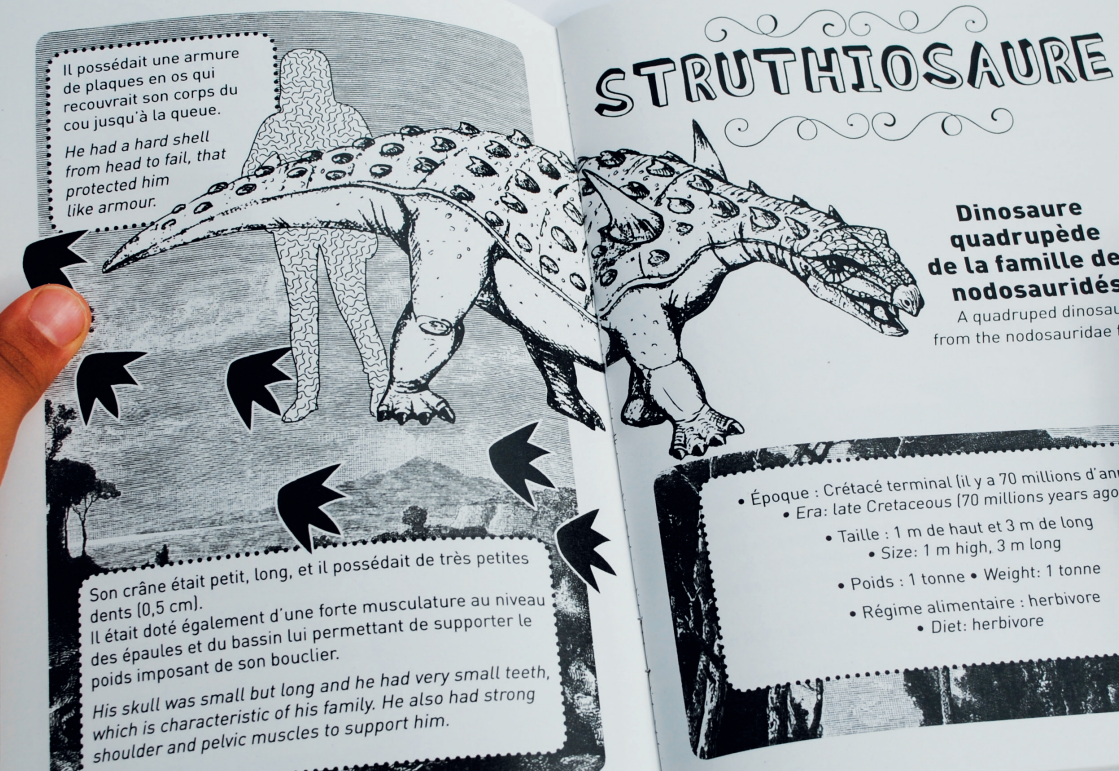 Il possédait une armure
de plaques en os qui
recouvrait son corps du
cou jusqu'à la queue.
He had a hard shell
from head to fail, that
protected him
like armour.
Son crâne était petit, long, et il possédait de très petites
dents (0,5 cm).
Il était doté également d'une forte musculature au niveau
des épaules et du bassin lui permettant de supporter le
poids imposant de son bouclier.
His skull was small but long and he had very small teeth,
which is characteristic of his family. He also had strong
shoulder and pelvic muscles to support him.
STRUTHIOSAURE
Dinosaure
quadrupède
de la famille de
nodosauridés
A quadruped dinosau
from the nodosauridae
• Époque : Crétacé terminal (il y a 70 millions d'an
• Era: late Cretaceous (70 millions years ago
• Taille : 1 m de haut et 3 m de long
• Size: 1 m high, 3 m long
• Poids : 1 tonne • Weight: 1 tonne
• Régime alimentaire : herbivore
• Diet: herbivore